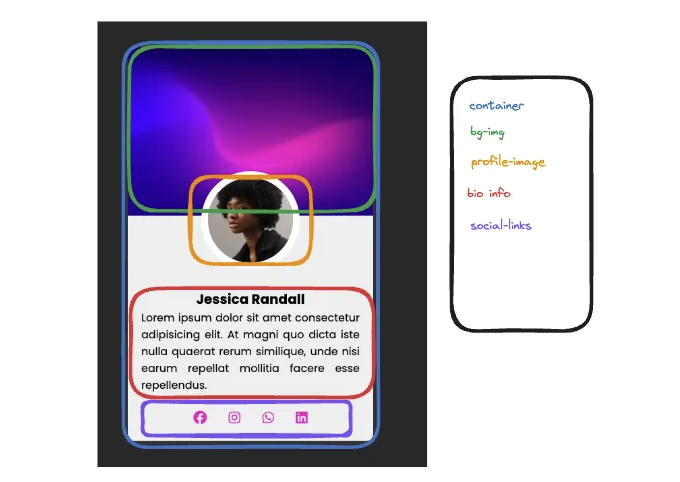 container
bg-img
profile-image
bio info
social-links
Jessica Randall
Lorem ipsum dolor sit amet consectetur
adipisicing elit. At magni quo dicta iste
nulla quaerat rerum similique, unde nisi
earum repellat mollitia facere esse
repellendus.